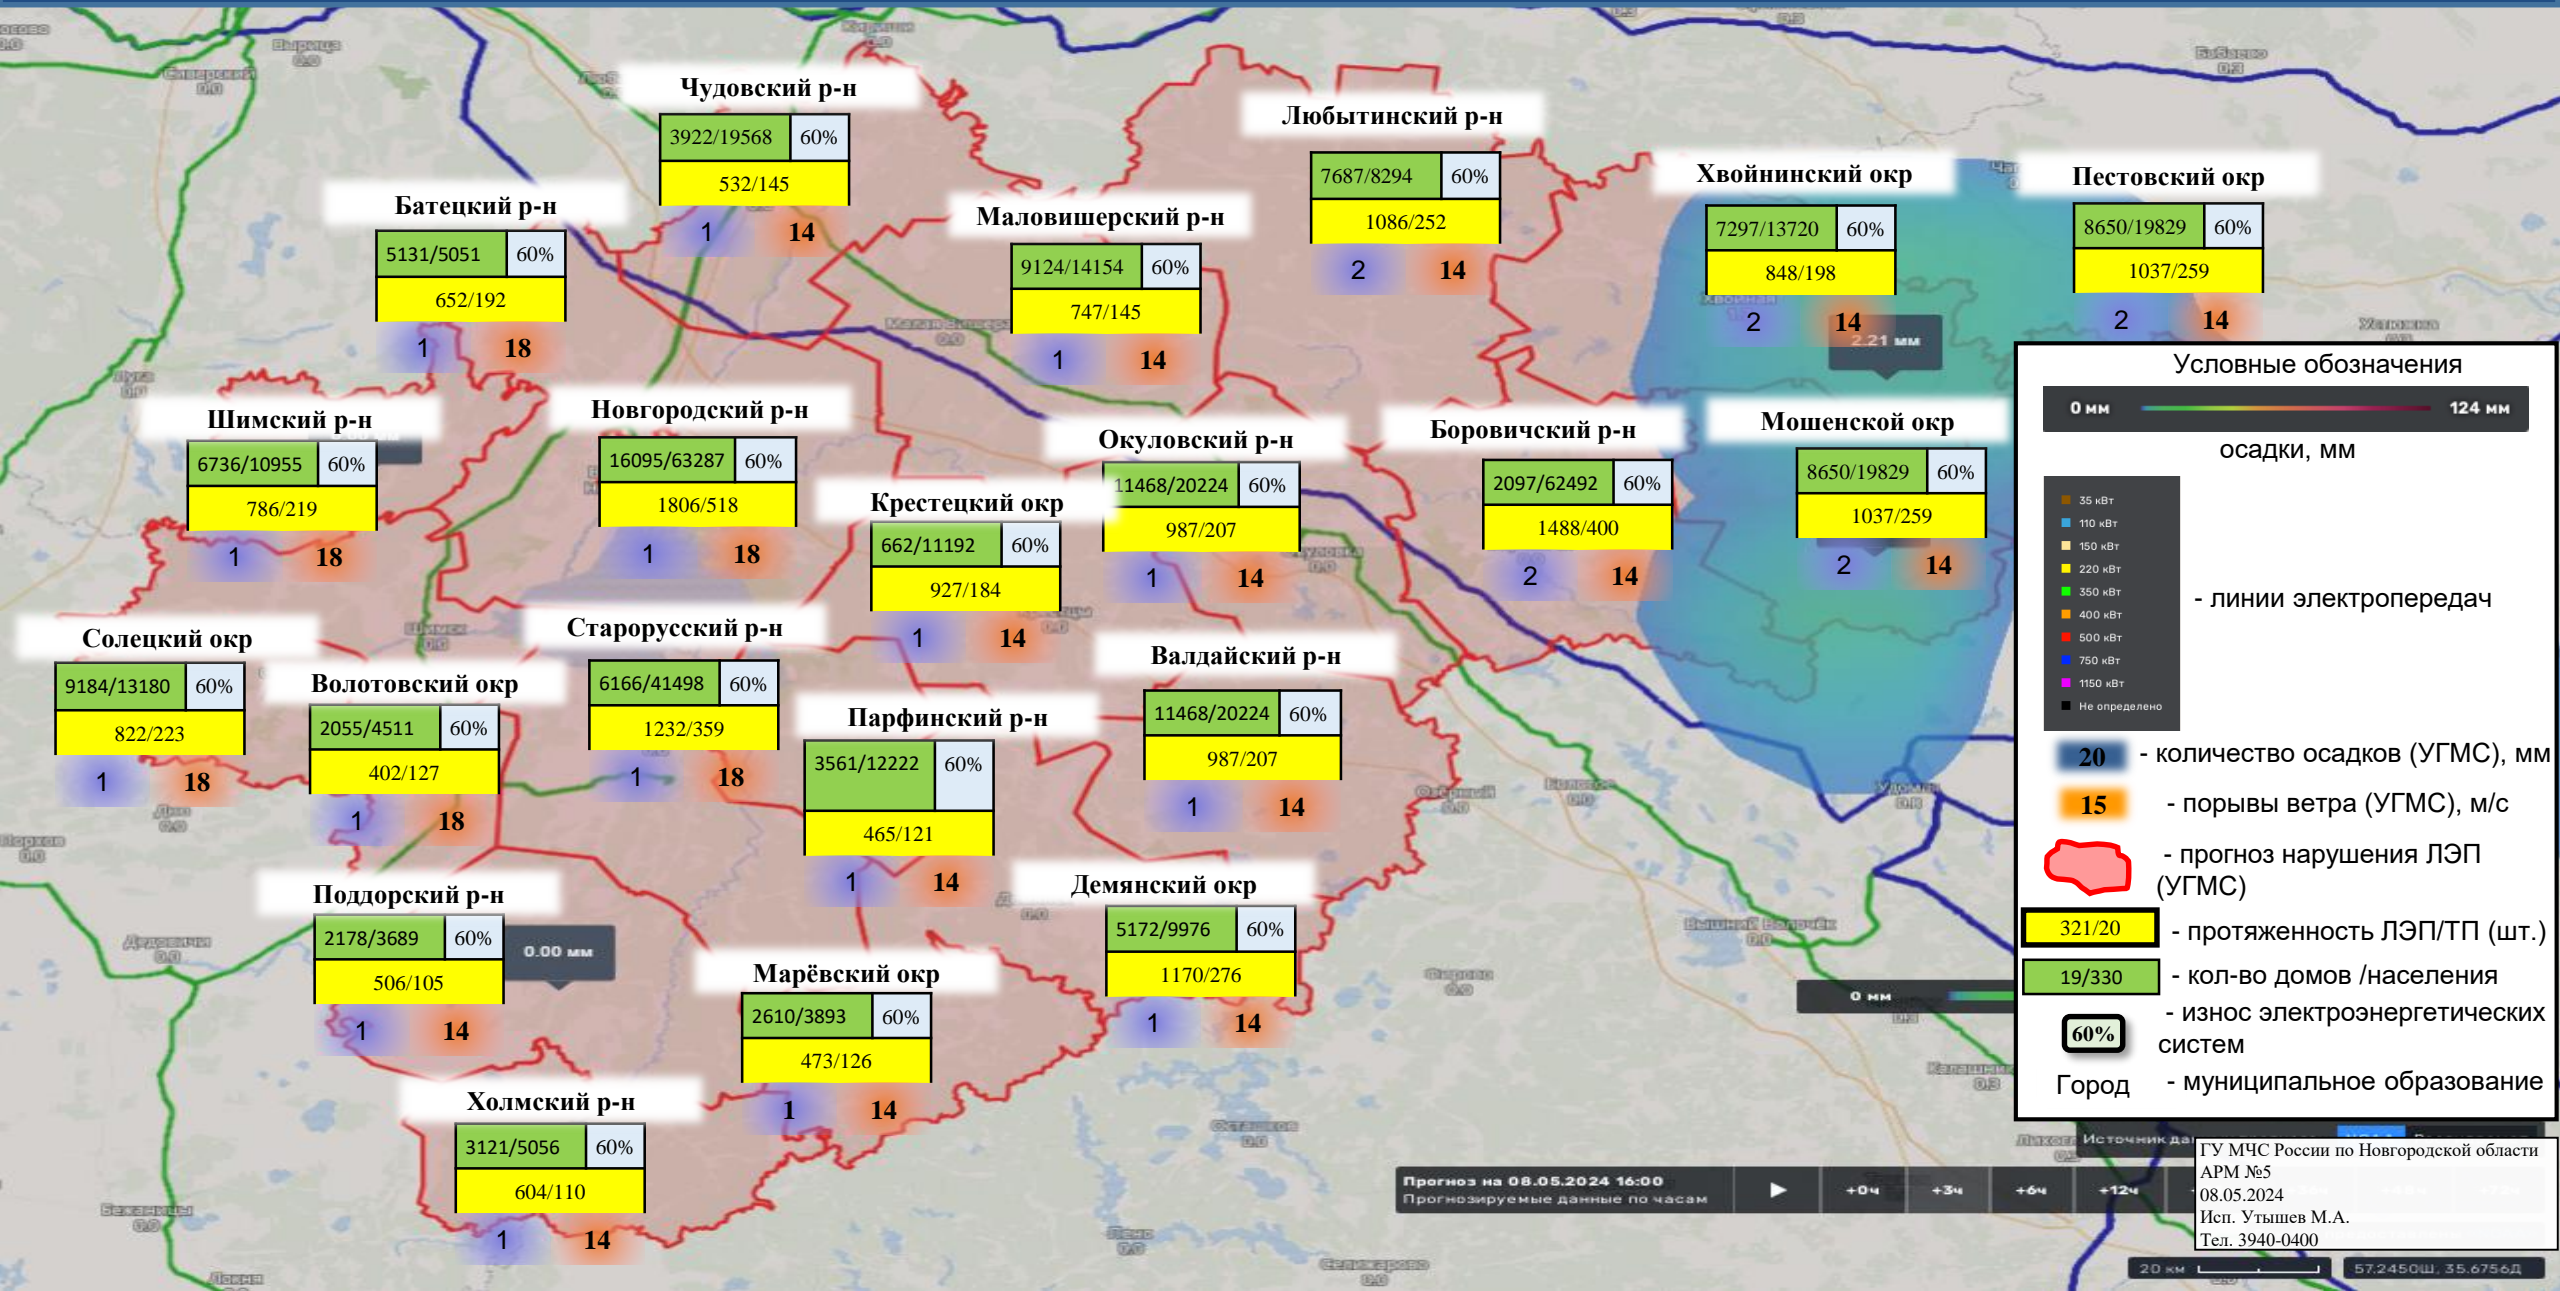 Чудовский р-н
3922/19568 60%
532/145
1 14
Любытинский р-н
7687/8294 60%
1086/252
2 14
Хвойнинский окр
7297/13720 60%
848/198
2 14
2.21 мм
Пестовский окр
8650/19829 60%
1037/259
2 14
Батецкий р-н
5131/5051 60%
652/192
1 18
Маловишерский р-н
9124/14154 60%
747/145
1 14
Шимский р-н
6736/10955 60%
786/219
1 18
Новгородский р-н
16095/63287 60%
1806/518
1 18
Крестецкий окр
662/11192 60%
927/184
1 14
Окуловский р-н
11468/20224 60%
987/207
1 14
Боровичский р-н
2097/62492 60%
1488/400
2 14
Мошенской окр
8650/19829 60%
1037/259
2 14
Солецкий окр
9184/13180 60%
822/223
1 18
Волотовский окр
2055/4511 60%
402/127
1 18
Старорусский р-н
6166/41498 60%
1232/359
1 18
Парфинский р-н
3561/12222 60%
465/121
1 14
Валдайский р-н
11468/20224 60%
987/207
1 14
Поддорский р-н
2178/3689 60%
506/105
1 14
0.00 мм
Марёвский окр
2610/3893 60%
473/126
1 14
Демянский окр
5172/9976 60%
1170/276
1 14
Холмский р-н
3121/5056 60%
604/110
1 14
Условные обозначения
0 мм 124 мм
осадки, мм
35 кВт
110 кВт
150 кВт
220 кВт
350 кВт
400 кВт
500 кВт
750 кВт
1150 кВт
Не определено
- линии электропередач
20 - количество осадков (УГМС), мм
15 - порывы ветра (УГМС), м/с
- прогноз нарушения ЛЭП
(УГМС)
321/20 - протяженность ЛЭП/ТП (шт.)
19/330 - кол-во домов /населения
60% - износ электроэнергетических
систем
Город - муниципальное образование
0 мм
Прогноз на 08.05.2024 16:00
Прогнозируемые данные по часам
+0ч +3ч +6ч +12ч
Источник да
ГУ МЧС России по Новгородской области
АРМ №5
08.05.2024
Исп. Утышев М.А.
Тел. 3940-0400
20 км
57.2450Ш, 35.6756Д